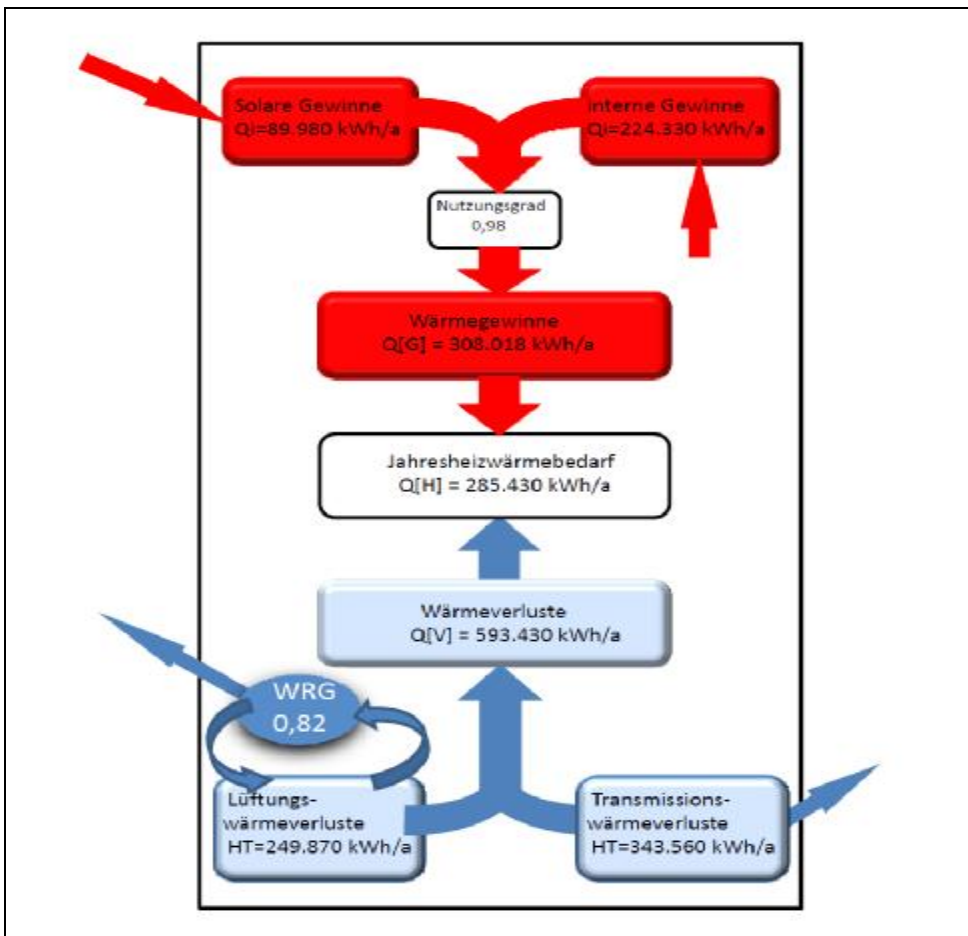 Solare Gewinne
Qi=89.980 kWh/a
Interne Gewinne
Qi=224.330 kWh/a
Nutzungsgrad
0,98
Wärmegewinne
Q[G] = 308.018 kWh/a
Jahresheizwärmebedarf
Q[H] = 285.430 kWh/a
Wärmeverluste
Q[V] = 593.430 kWh/a
WRG
0,82
Lüftungs-
wärmeverluste
HT=249.870 kWh/a
Transmissions-
wärmeverluste
HT=343.560 kWh/a